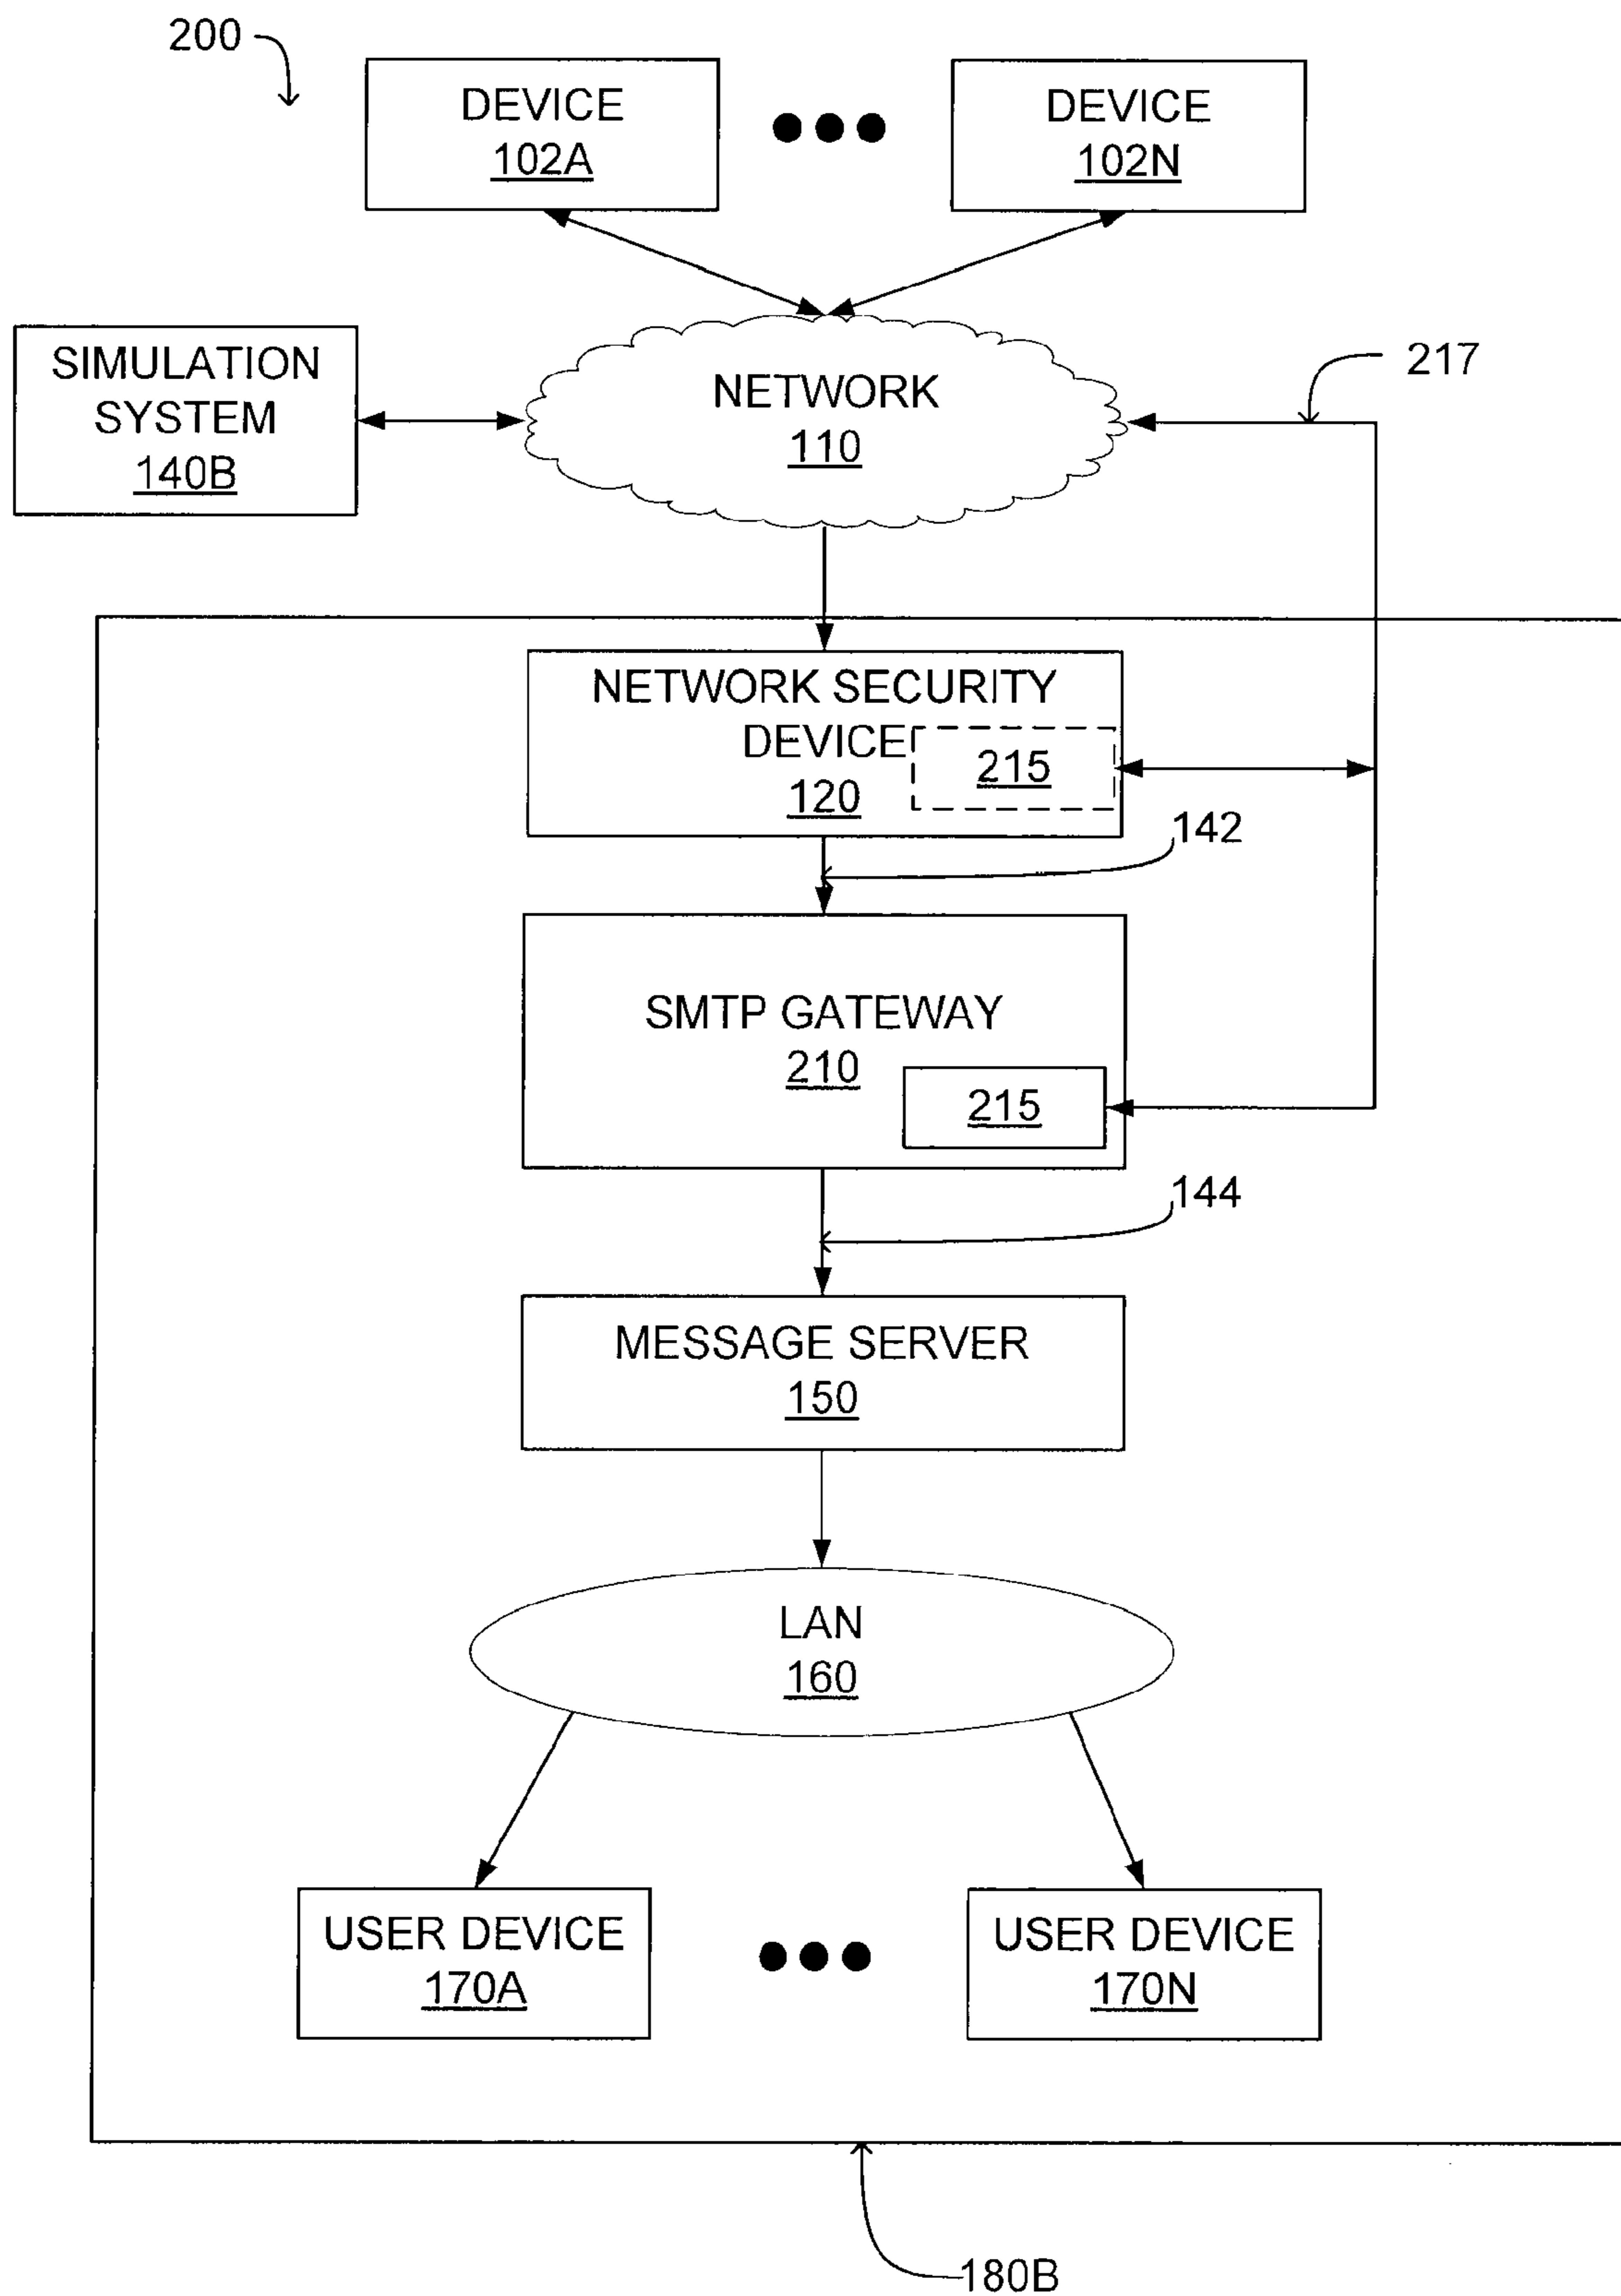 200
DEVICE
102A
DEVICE
102N
SIMULATION
SYSTEM
140B
NETWORK
110
217
NETWORK SECURITY
DEVICE
120
215
142
SMTP GATEWAY
210
215
144
MESSAGE SERVER
150
LAN
160
USER DEVICE
170A
USER DEVICE
170N
180B